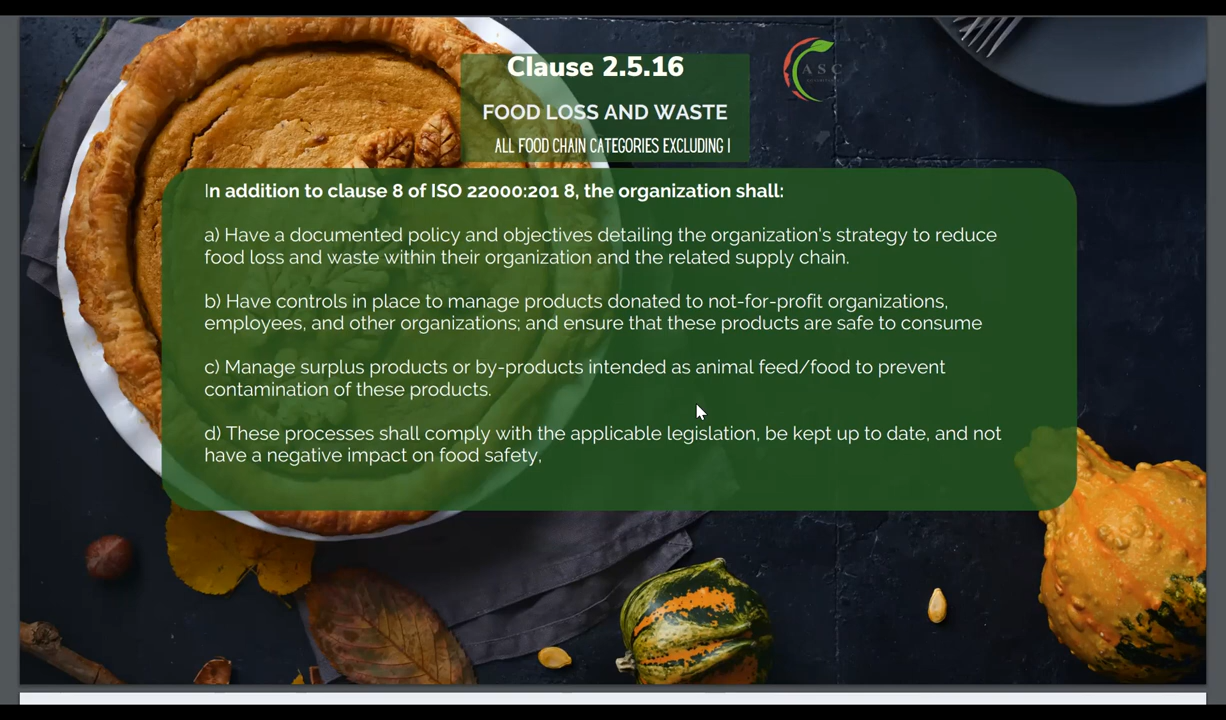 Clause 2.5.16
ASC
FOOD LOSS AND WASTE
ALL FOOD CHAIN CATEGORIES EXCLUDING I
In addition to clause 8 of ISO 22000:201 8, the organization shall:
a) Have a documented policy and objectives detailing the organization's strategy to reduce
food loss and waste within their organization and the related supply chain.
b) Have controls in place to manage products donated to not-for-profit organizations,
employees, and other organizations; and ensure that these products are safe to consume
c) Manage surplus products or by-products intended as animal feed/food to prevent
contamination of these products.
d) These processes shall comply with the applicable legislation, be kept up to date, and not
have a negative impact on food safety,